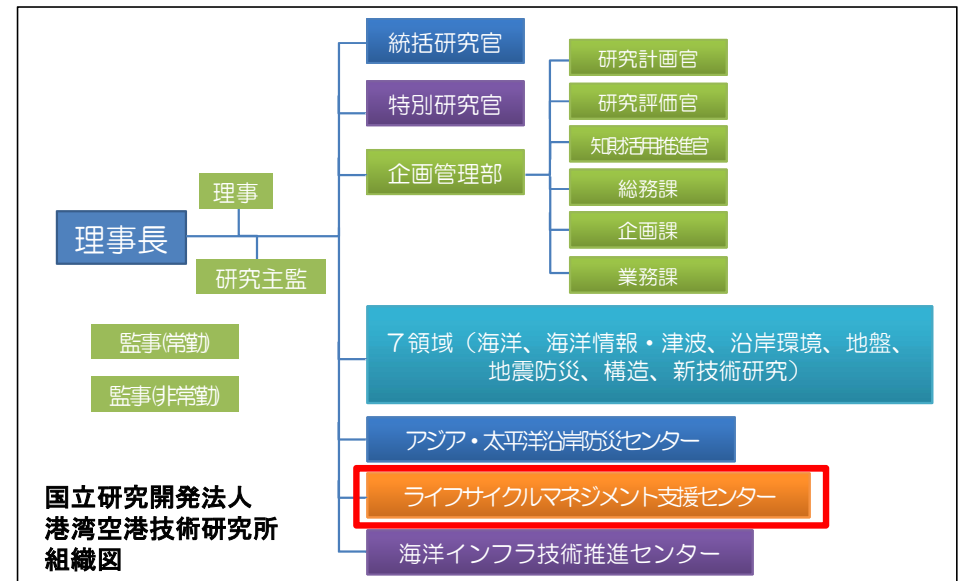 統括研究官
特別研究官
企画管理部
研究計画官
研究評価官
知財活用推進官
総務課
企画課
業務課
理事
理事長
研究主監
監事(常勤)
監事(非常勤)
7領域（海洋、海洋情報・津波、沿岸環境、地盤、
地震防災、構造、新技術研究）
アジア・太平洋沿岸防災センター
ライフサイクルマネジメント支援センター
海洋インフラ技術推進センター
国立研究開発法人
港湾空港技術研究所
組織図